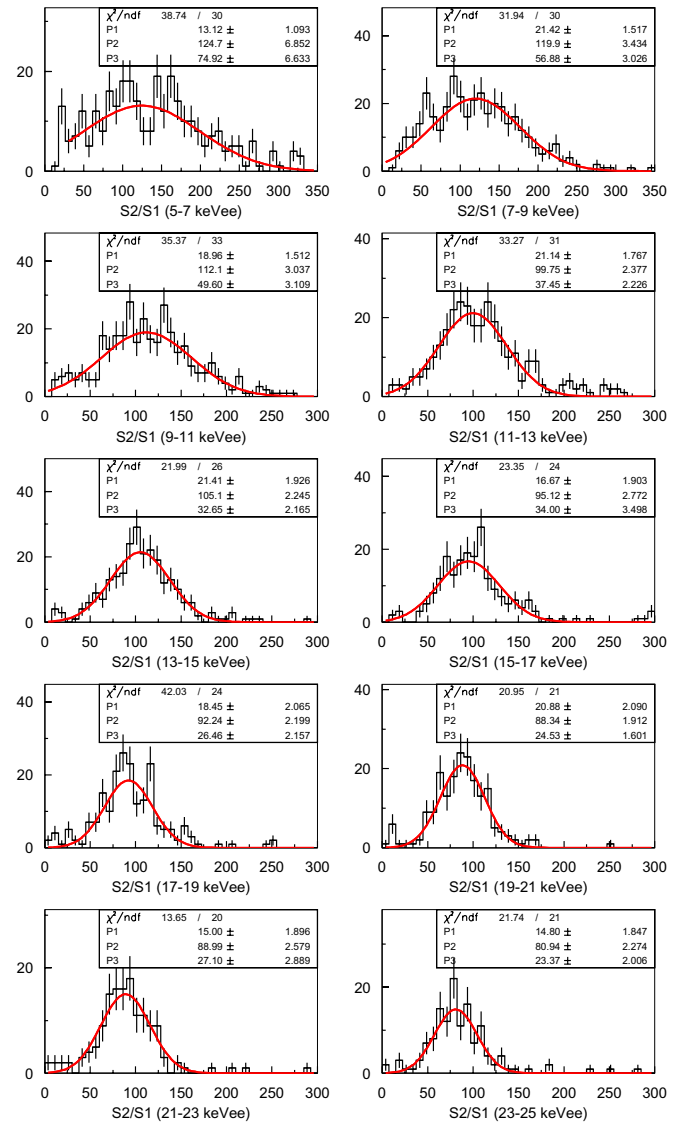 χ²/ndf 38.74 / 30
P1 13.12 ± 1.093
P2 124.7 ± 6.852
P3 74.92 ± 6.633
20
0
0 50 100 150 200 250 300 350
S2/S1 (5-7 keVee)
χ²/ndf 31.94 / 30
P1 21.42 ± 1.517
P2 119.9 ± 3.434
P3 56.88 ± 3.026
40
20
0
50 100 150 200 250 300 350
S2/S1 (7-9 keVee)
χ²/ndf 35.37 / 33
P1 18.96 ± 1.512
P2 112.1 ± 3.037
P3 49.60 ± 3.109
40
20
0
0 50 100 150 200 250 300
S2/S1 (9-11 keVee)
χ²/ndf 33.27 / 31
P1 21.14 ± 1.767
P2 99.75 ± 2.377
P3 37.45 ± 2.226
40
20
0
0 50 100 150 200 250 300
S2/S1 (11-13 keVee)
χ²/ndf 21.99 / 26
P1 21.41 ± 1.926
P2 105.1 ± 2.245
P3 32.65 ± 2.165
40
20
0
0 50 100 150 200 250 300
S2/S1 (13-15 keVee)
χ²/ndf 23.35 / 24
P1 16.67 ± 1.903
P2 95.12 ± 2.772
P3 34.00 ± 3.498
40
20
0
0 50 100 150 200 250 300
S2/S1 (15-17 keVee)
χ²/ndf 42.03 / 24
P1 18.45 ± 2.065
P2 92.24 ± 2.199
P3 26.46 ± 2.157
40
20
0
0 50 100 150 200 250 300
S2/S1 (17-19 keVee)
χ²/ndf 20.95 / 21
P1 20.88 ± 2.090
P2 88.34 ± 1.912
P3 24.53 ± 1.601
40
20
0
0 50 100 150 200 250 300
S2/S1 (19-21 keVee)
χ²/ndf 13.65 / 20
P1 15.00 ± 1.896
P2 88.99 ± 2.579
P3 27.10 ± 2.889
20
0
0 50 100 150 200 250 300
S2/S1 (21-23 keVee)
χ²/ndf 21.74 / 21
P1 14.80 ± 1.847
P2 80.94 ± 2.274
P3 23.37 ± 2.006
20
0
0 50 100 150 200 250 300
S2/S1 (23-25 keVee)